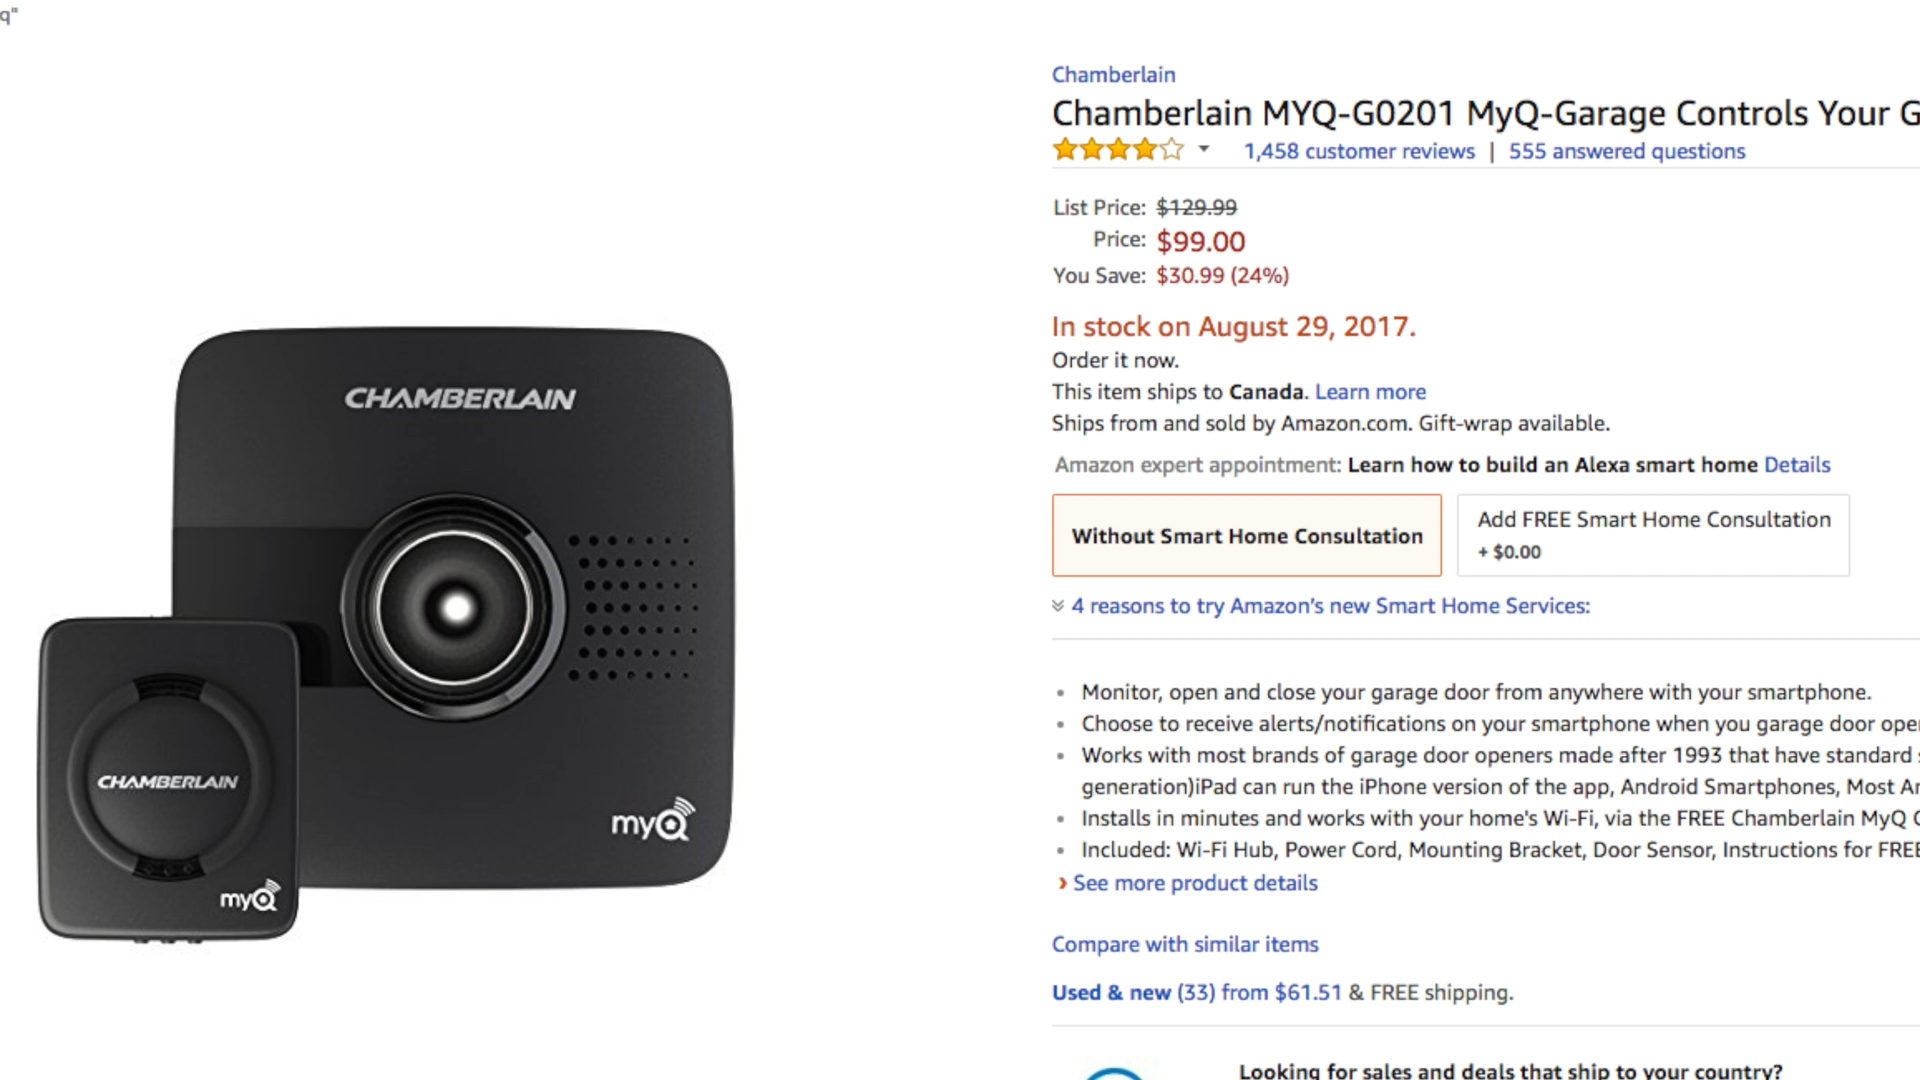 q"
CHAMBERLAIN
myQ
CHAMBERLAIN
myQ
Chamberlain
Chamberlain MYQ-G0201 MyQ-Garage Controls Your G
1,458 customer reviews | 555 answered questions
List Price: $129.99
Price: $99.00
You Save: $30.99 (24%)
In stock on August 29, 2017.
Order it now.
This item ships to Canada. Learn more
Ships from and sold by Amazon.com. Gift-wrap available.
Amazon expert appointment: Learn how to build an Alexa smart home Details
Without Smart Home Consultation
Add FREE Smart Home Consultation
+ $0.00
4 reasons to try Amazon's new Smart Home Services:
• Monitor, open and close your garage door from anywhere with your smartphone.
• Choose to receive alerts/notifications on your smartphone when you garage door ope
• Works with most brands of garage door openers made after 1993 that have standard
generation)iPad can run the iPhone version of the app, Android Smartphones, Most
• Installs in minutes and works with your home's Wi-Fi, via the FREE Chamberlain MyQ
• Included: Wi-Fi Hub, Power Cord, Mounting Bracket, Door Sensor, Instructions for FREE
› See more product details
Compare with similar items
Used & new (33) from $61.51 & FREE shipping.
Looking for sales and deals that ship to your country?